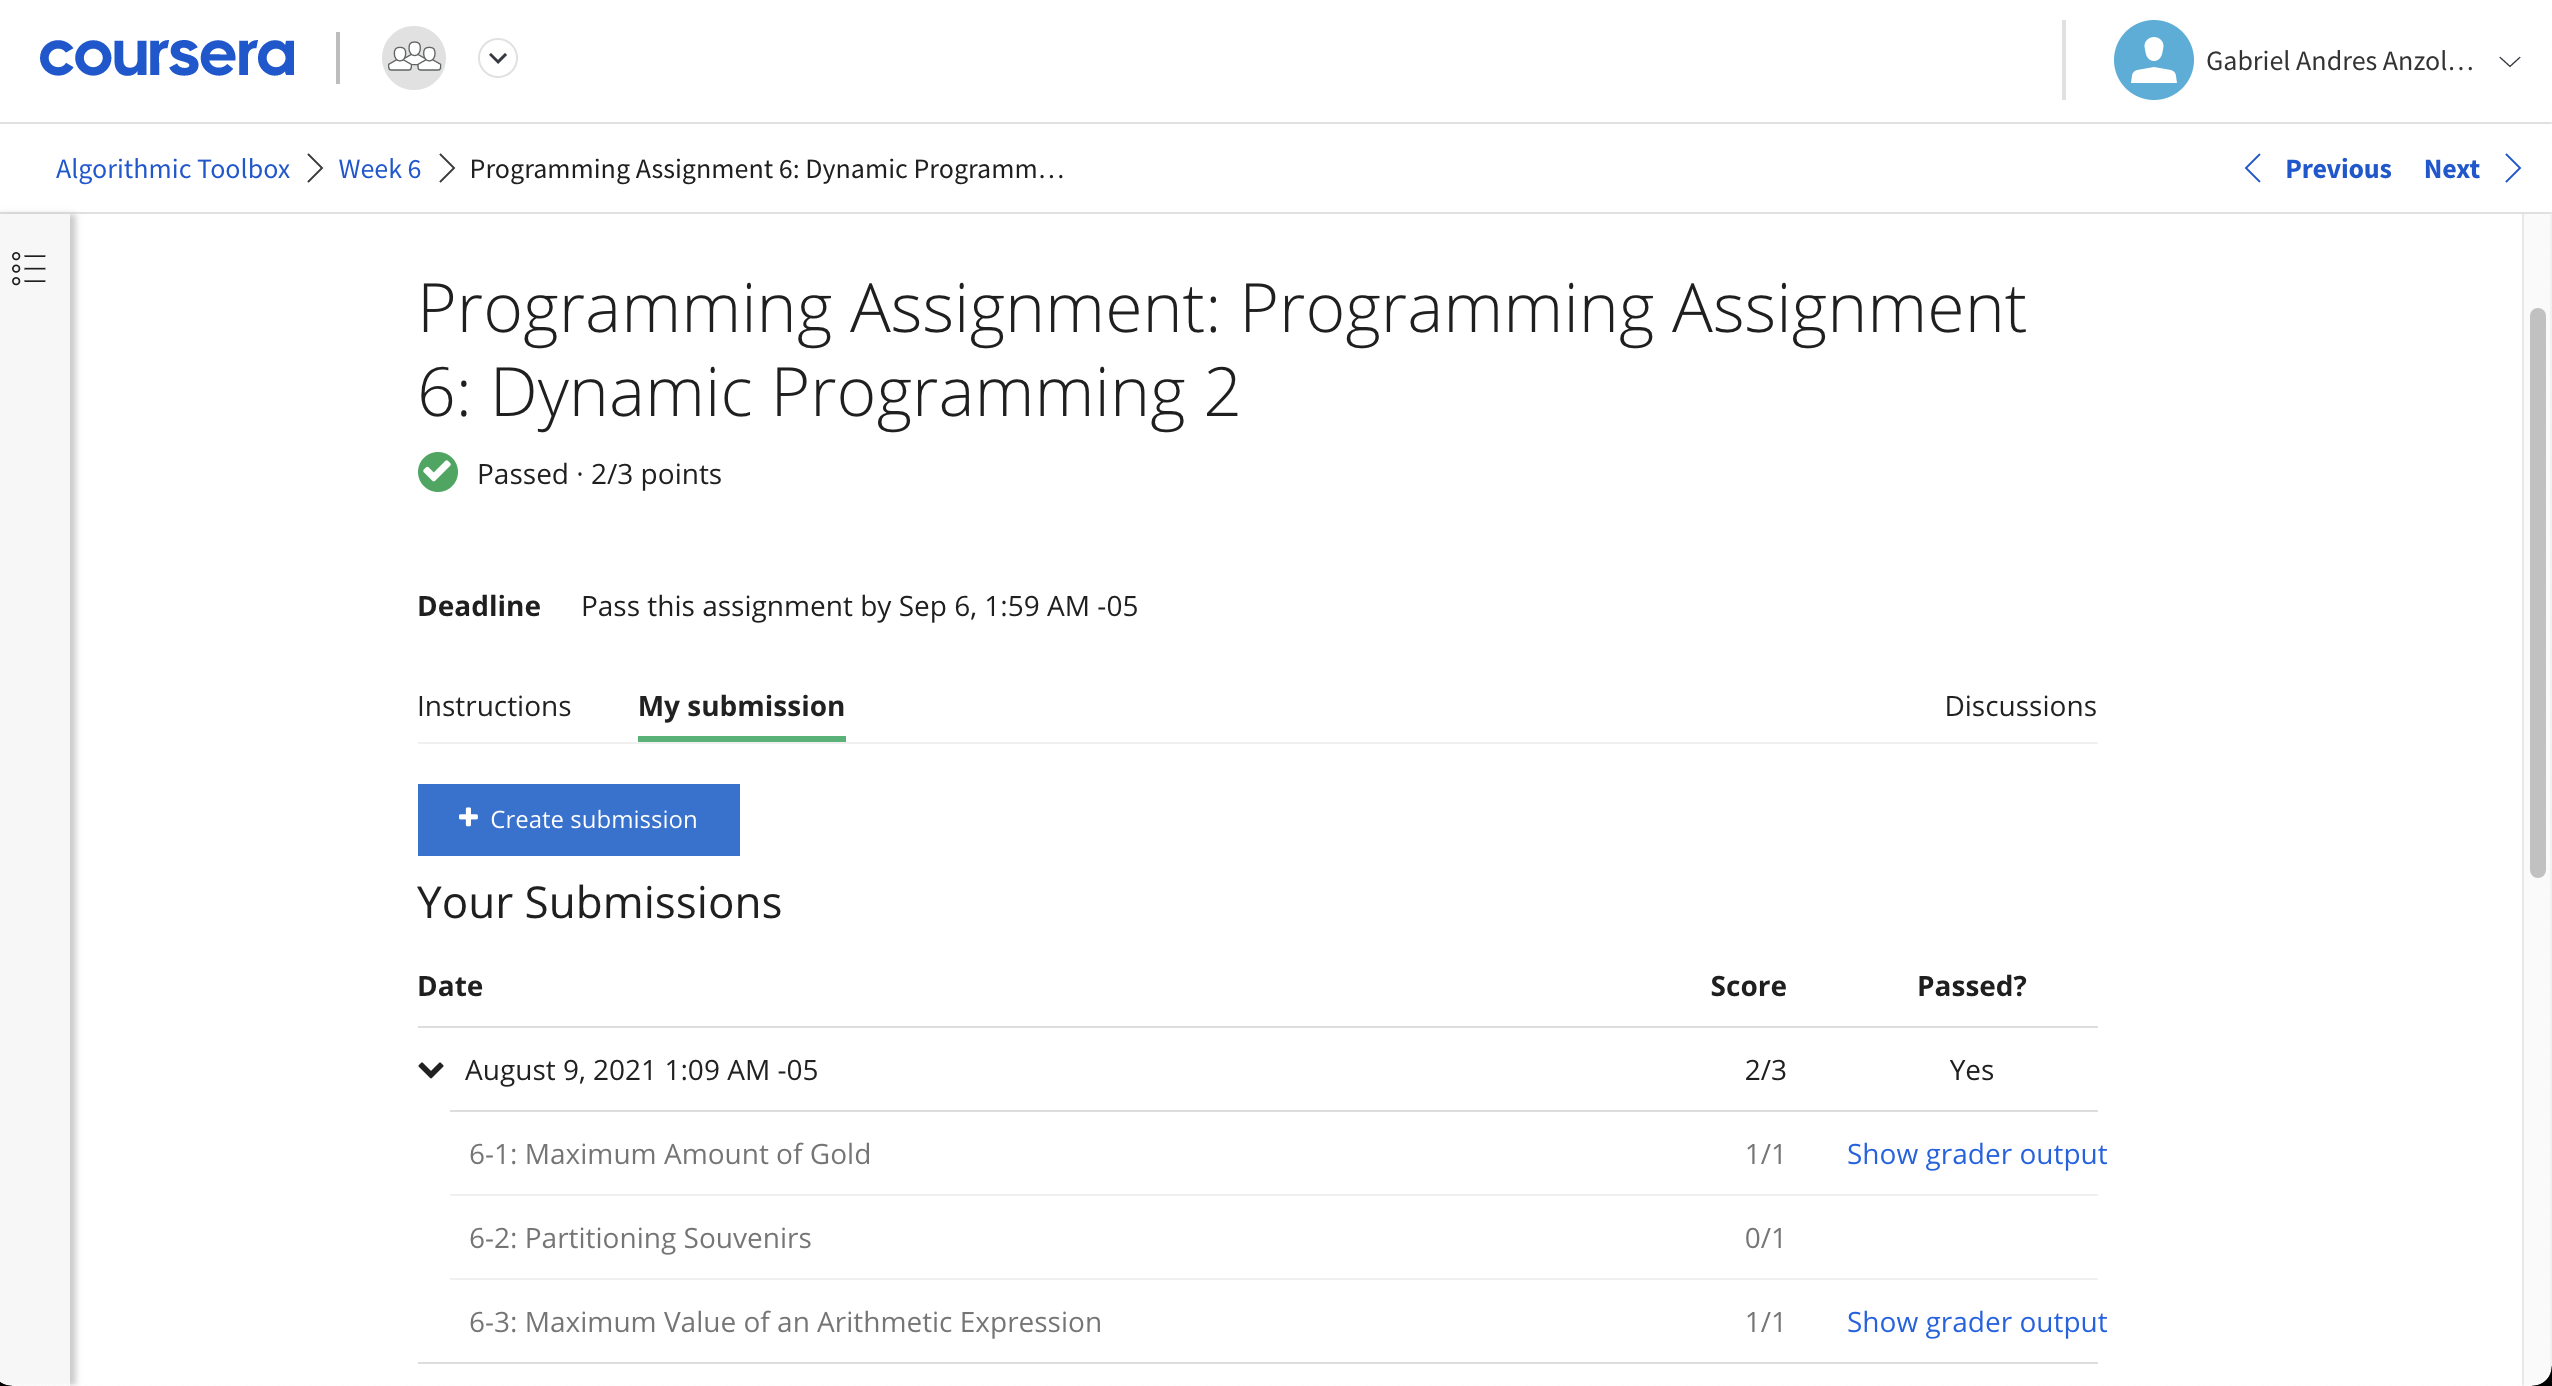 coursera
Gabriel Andres Anzol...
Algorithmic Toolbox
Week 6
Programming Assignment 6: Dynamic Programm...
Previous
Next
Programming Assignment: Programming Assignment
6: Dynamic Programming 2
Passed · 2/3 points
Deadline Pass this assignment by Sep 6, 1:59 AM -05
Instructions My submission Discussions
+ Create submission
Your Submissions
Date Score Passed?
August 9, 2021 1:09 AM -05 2/3 Yes
6-1: Maximum Amount of Gold 1/1 Show grader output
6-2: Partitioning Souvenirs 0/1
6-3: Maximum Value of an Arithmetic Expression 1/1 Show grader output